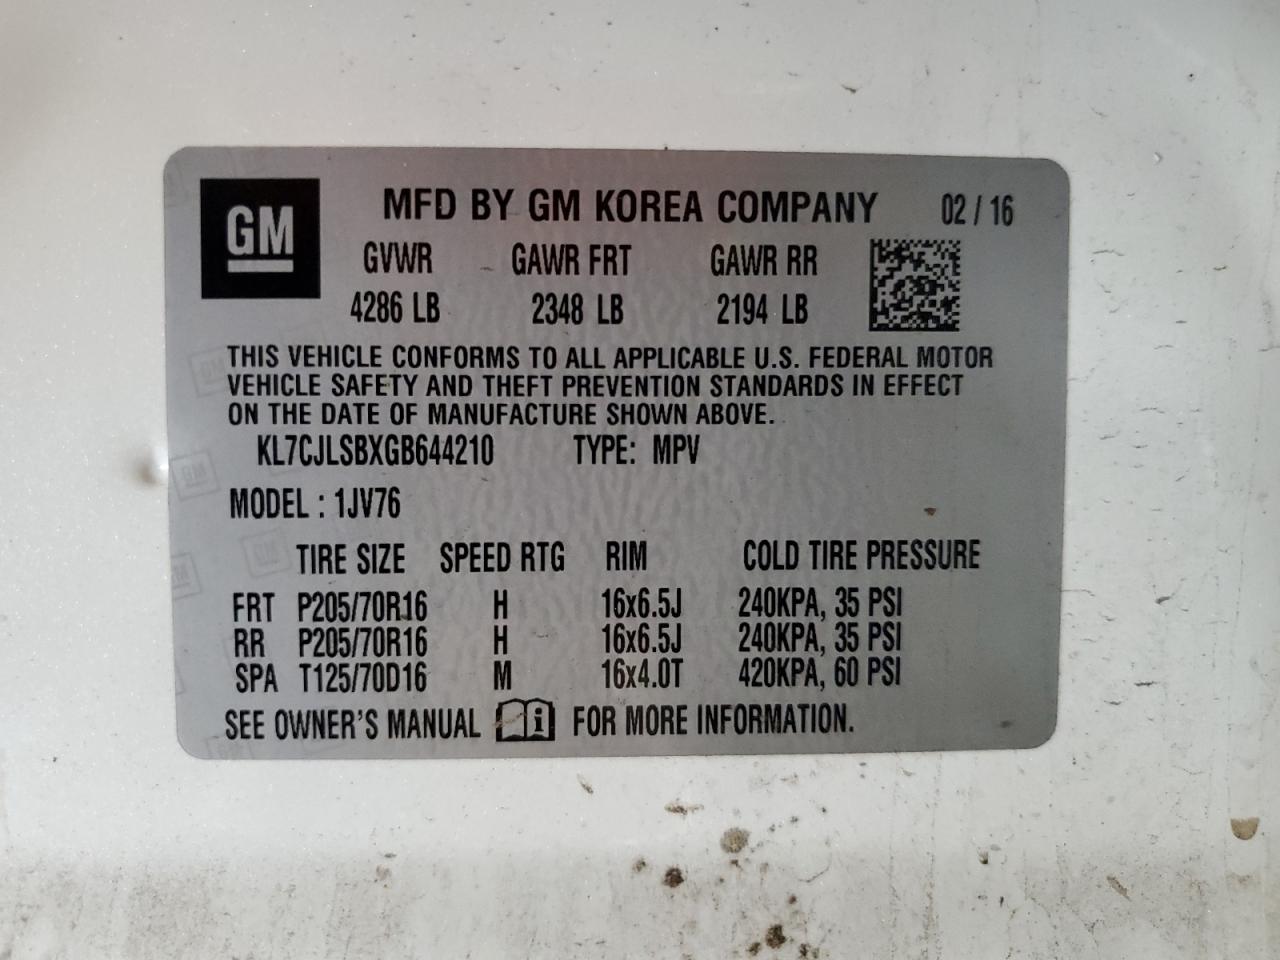 GM
MFD BY GM KOREA COMPANY 02 / 16
GVWR GAWR FRT GAWR RR
4286 LB 2348 LB 2194 LB
THIS VEHICLE CONFORMS TO ALL APPLICABLE U.S. FEDERAL MOTOR
VEHICLE SAFETY AND THEFT PREVENTION STANDARDS IN EFFECT
ON THE DATE OF MANUFACTURE SHOWN ABOVE.
KL7CJLSBXGB644210 TYPE: MPV
MODEL : 1JV76
TIRE SIZE SPEED RTG RIM COLD TIRE PRESSURE
FRT P205/70R16 H 16x6.5J 240KPA, 35 PSI
RR P205/70R16 H 16x6.5J 240KPA, 35 PSI
SPA T125/70D16 M 16x4.0T 420KPA, 60 PSI
SEE OWNER'S MANUAL i FOR MORE INFORMATION.